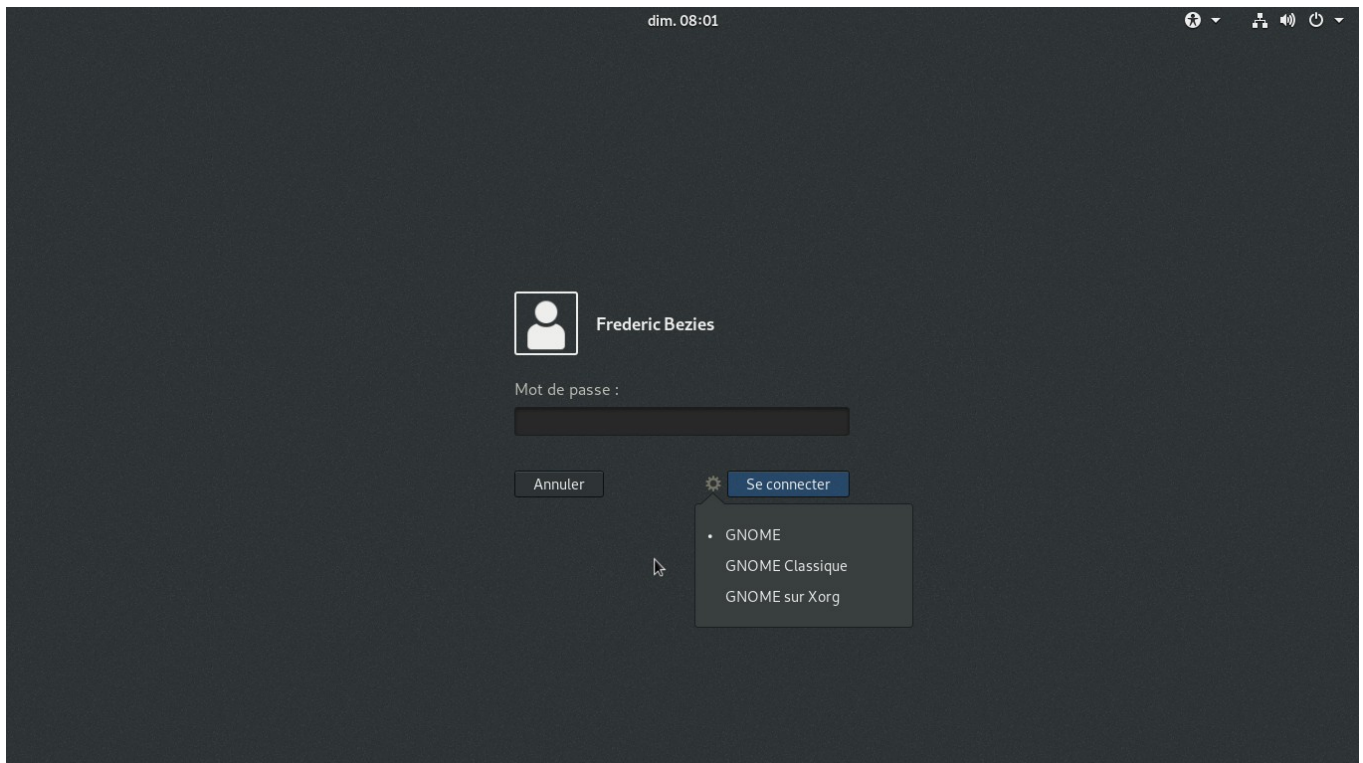 dim. 08:01
Frederic Bezies
Mot de passe :
Annuler
Se connecter
GNOME
GNOME Classique
GNOME sur Xorg